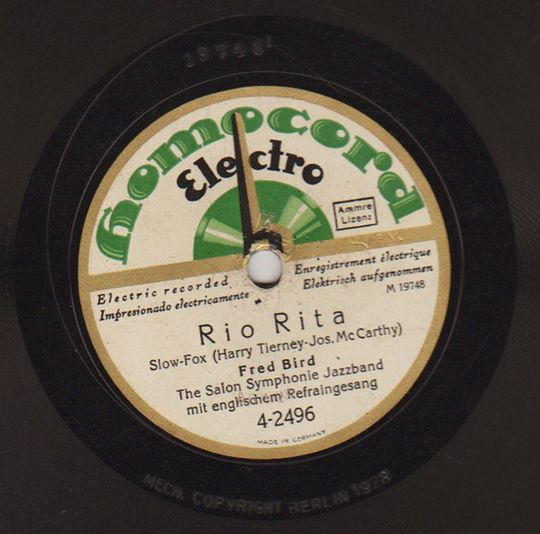 19748
Homocord
Electro
Ammre
Lizenz
Electric recorded
Impresionado electricamente
Enregistrement électrique
Elektrisch aufgenommen
M 19748
Rio Rita
Slow-Fox (Harry Tierney-Jos. McCarthy)
Fred Bird
The Salon Symphonie Jazzband
mit englischem Refraingesang
4-2496
MADE IN GERMANY
MECH. COPYRIGHT BERLIN 1928